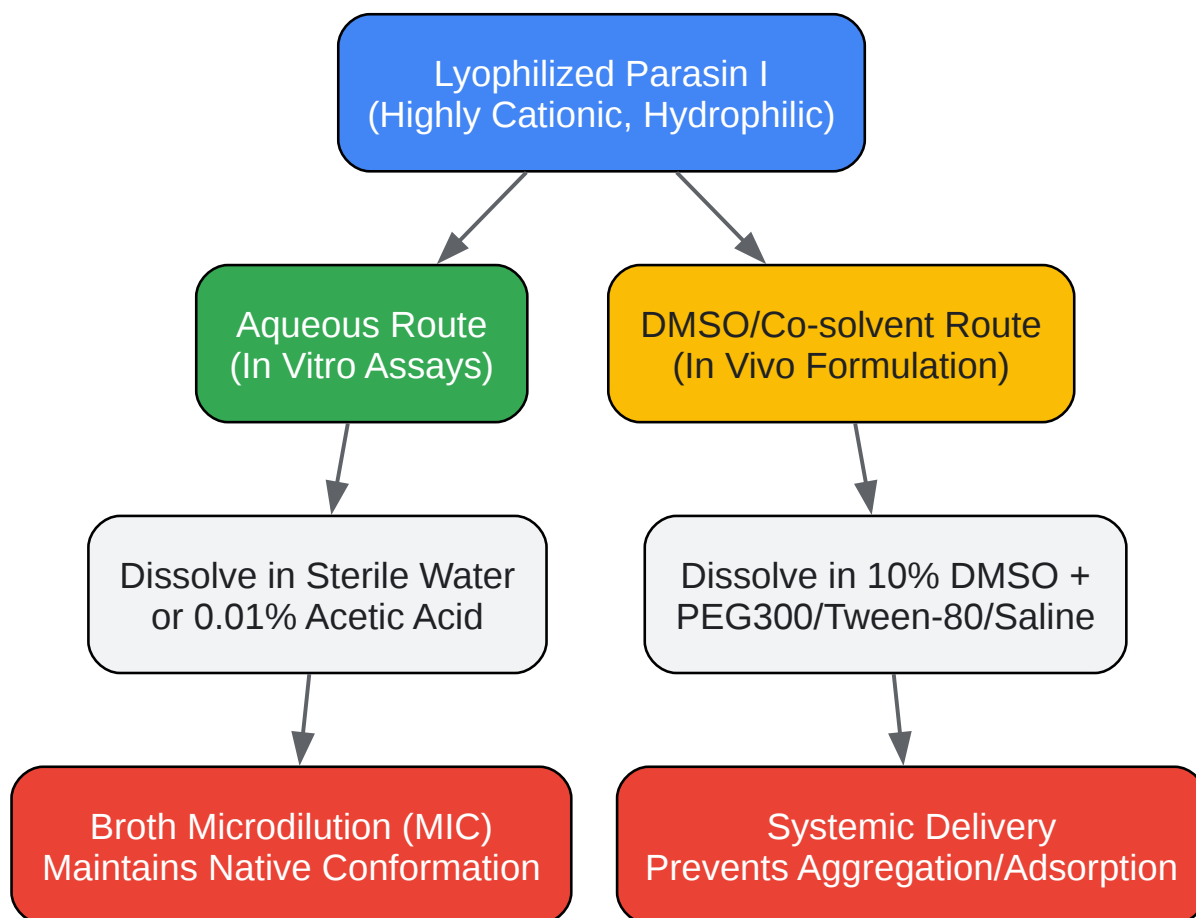 Lyophilized Parasin I
(Highly Cationic, Hydrophilic)
Aqueous Route
(In Vitro Assays)
DMSO/Co-solvent Route
(In Vivo Formulation)
Dissolve in Sterile Water
or 0.01% Acetic Acid
Dissolve in 10% DMSO +
PEG300/Tween-80/Saline
Broth Microdilution (MIC)
Maintains Native Conformation
Systemic Delivery
Prevents Aggregation/Adsorption